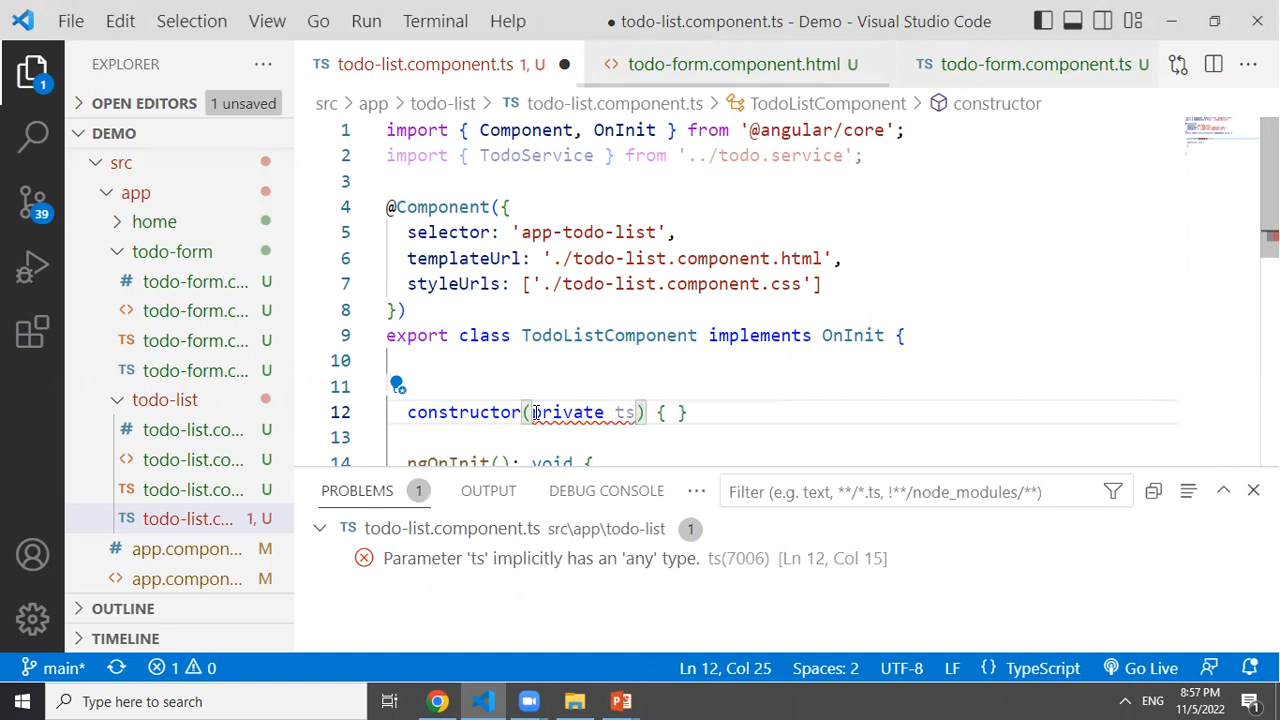 File Edit Selection View Go Run Terminal Help
● todo-list.component.ts - Demo - Visual Studio Code
EXPLORER
TS todo-list.component.ts 1, U
<> todo-form.component.html U
TS todo-form.component.ts U
OPEN EDITORS 1 unsaved
src > app > todo-list > TS todo-list.component.ts > TodoListComponent > constructor
DEMO
src
app
home
todo-form
# todo-form.c... U
<> todo-form.c... U
TS todo-form.c... U
TS todo-form.c... U
todo-list
# todo-list.co... U
<> todo-list.co... U
TS todo-list.co... U
TS todo-list.c... 1, U
# app.compon... M
<> app.compon... M
OUTLINE
TIMELINE
1
39
1 import { Component, OnInit } from '@angular/core';
2 import { TodoService } from '../todo.service';
3
4 @Component({
5 selector: 'app-todo-list',
6 templateUrl: './todo-list.component.html',
7 styleUrls: ['./todo-list.component.css']
8 })
9 export class TodoListComponent implements OnInit {
10
11
12 constructor(private ts) { }
13
14 ngOnInit(): void {
PROBLEMS 1 OUTPUT DEBUG CONSOLE ... Filter (e.g. text, **/*.ts, !**/node_modules/**)
TS todo-list.component.ts src\app\todo-list 1
Parameter 'ts' implicitly has an 'any' type. ts(7006) [Ln 12, Col 15]
main* 1 0 Ln 12, Col 25 Spaces: 2 UTF-8 LF {} TypeScript Go Live
Type here to search
ENG
8:57 PM
11/5/2022
1